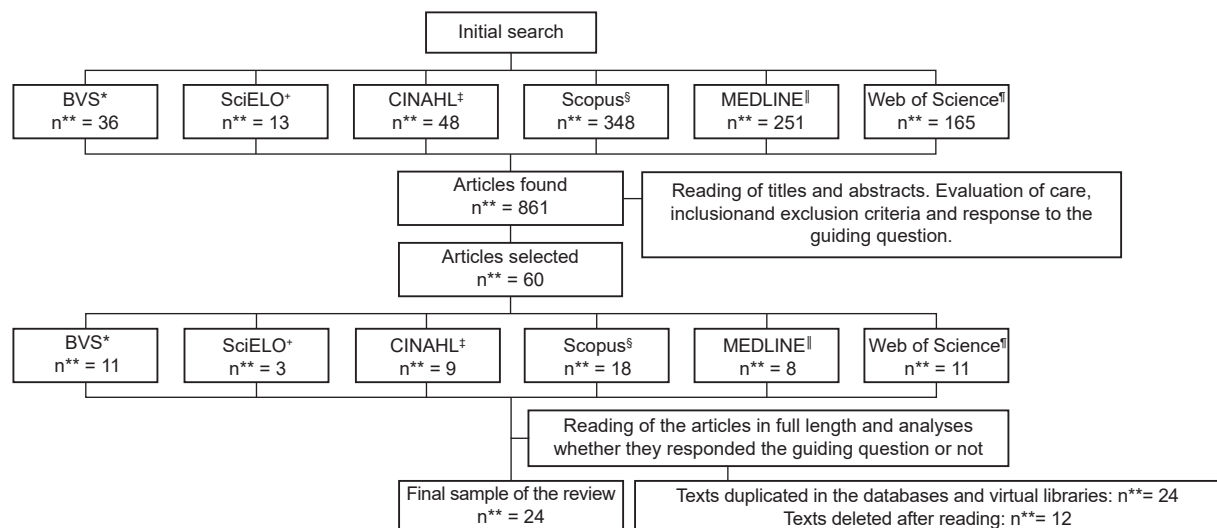 Initial search
BVS*
n** = 36
SciELO⁺
n** = 13
CINAHL‡
n** = 48
Scopus§
n** = 348
MEDLINE‖
n** = 251
Web of Science¶
n** = 165
Articles found
n** = 861
Reading of titles and abstracts. Evaluation of care,
inclusionand exclusion criteria and response to the
guiding question.
Articles selected
n** = 60
BVS*
n** = 11
SciELO⁺
n** = 3
CINAHL‡
n** = 9
Scopus§
n** = 18
MEDLINE‖
n** = 8
Web of Science¶
n** = 11
Reading of the articles in full length and analyses
whether they responded the guiding question or not
Final sample of the review
n** = 24
Texts duplicated in the databases and virtual libraries: n**= 24
Texts deleted after reading: n**= 12